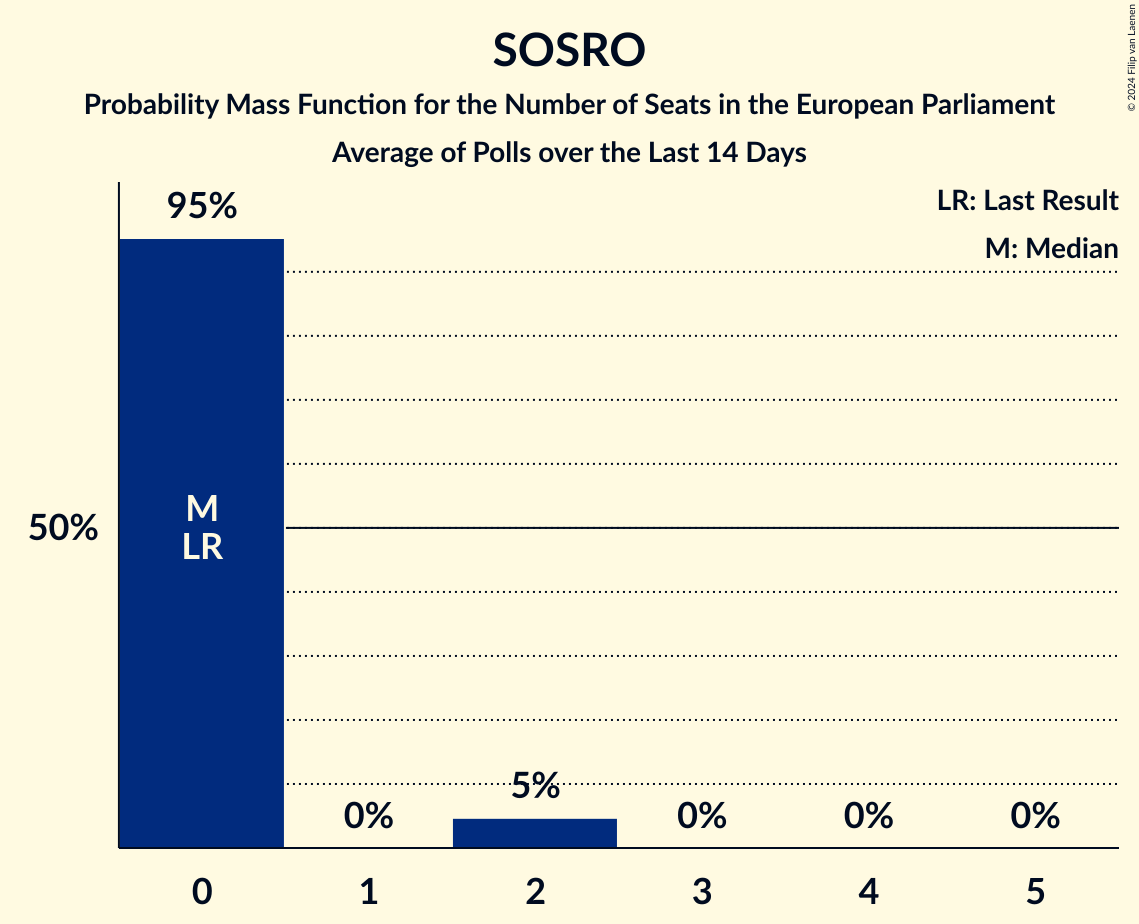 SOSRO
Probability Mass Function for the Number of Seats in the European Parliament
Average of Polls over the Last 14 Days
© 2024 Filip van Laenen
LR: Last Result
M: Median
95%
50%
M
LR
0%
5%
0%
0%
0%
0
1
2
3
4
5